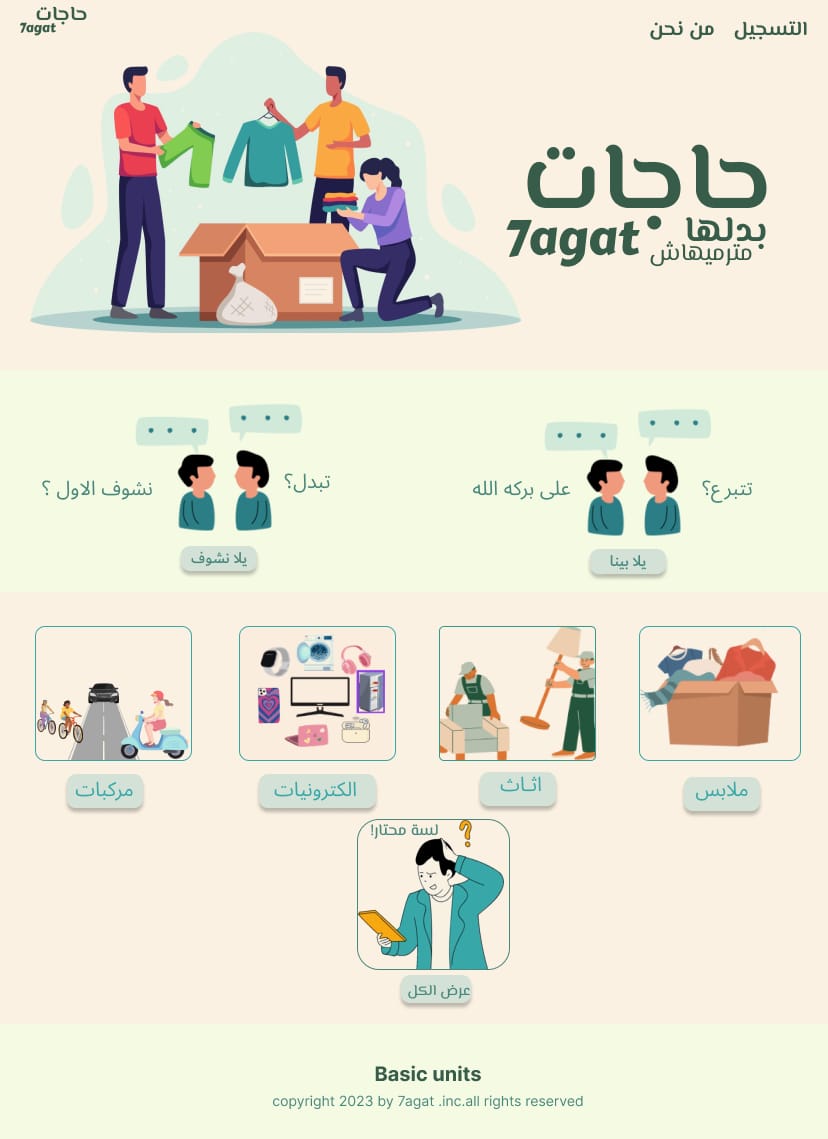 حاجات
7agat
التسجيل
من نحن
حاجات
بدلها
7agat
مترميهاش
تتبرع؟
على بركه الله
يلا بينا
تبدل؟
نشوف الاول ؟
يلا نشوف
ملابس
اثاث
الكترونيات
مركبات
لسة محتار!
?
عرض الكل
Basic units
copyright 2023 by 7agat .inc.all rights reserved